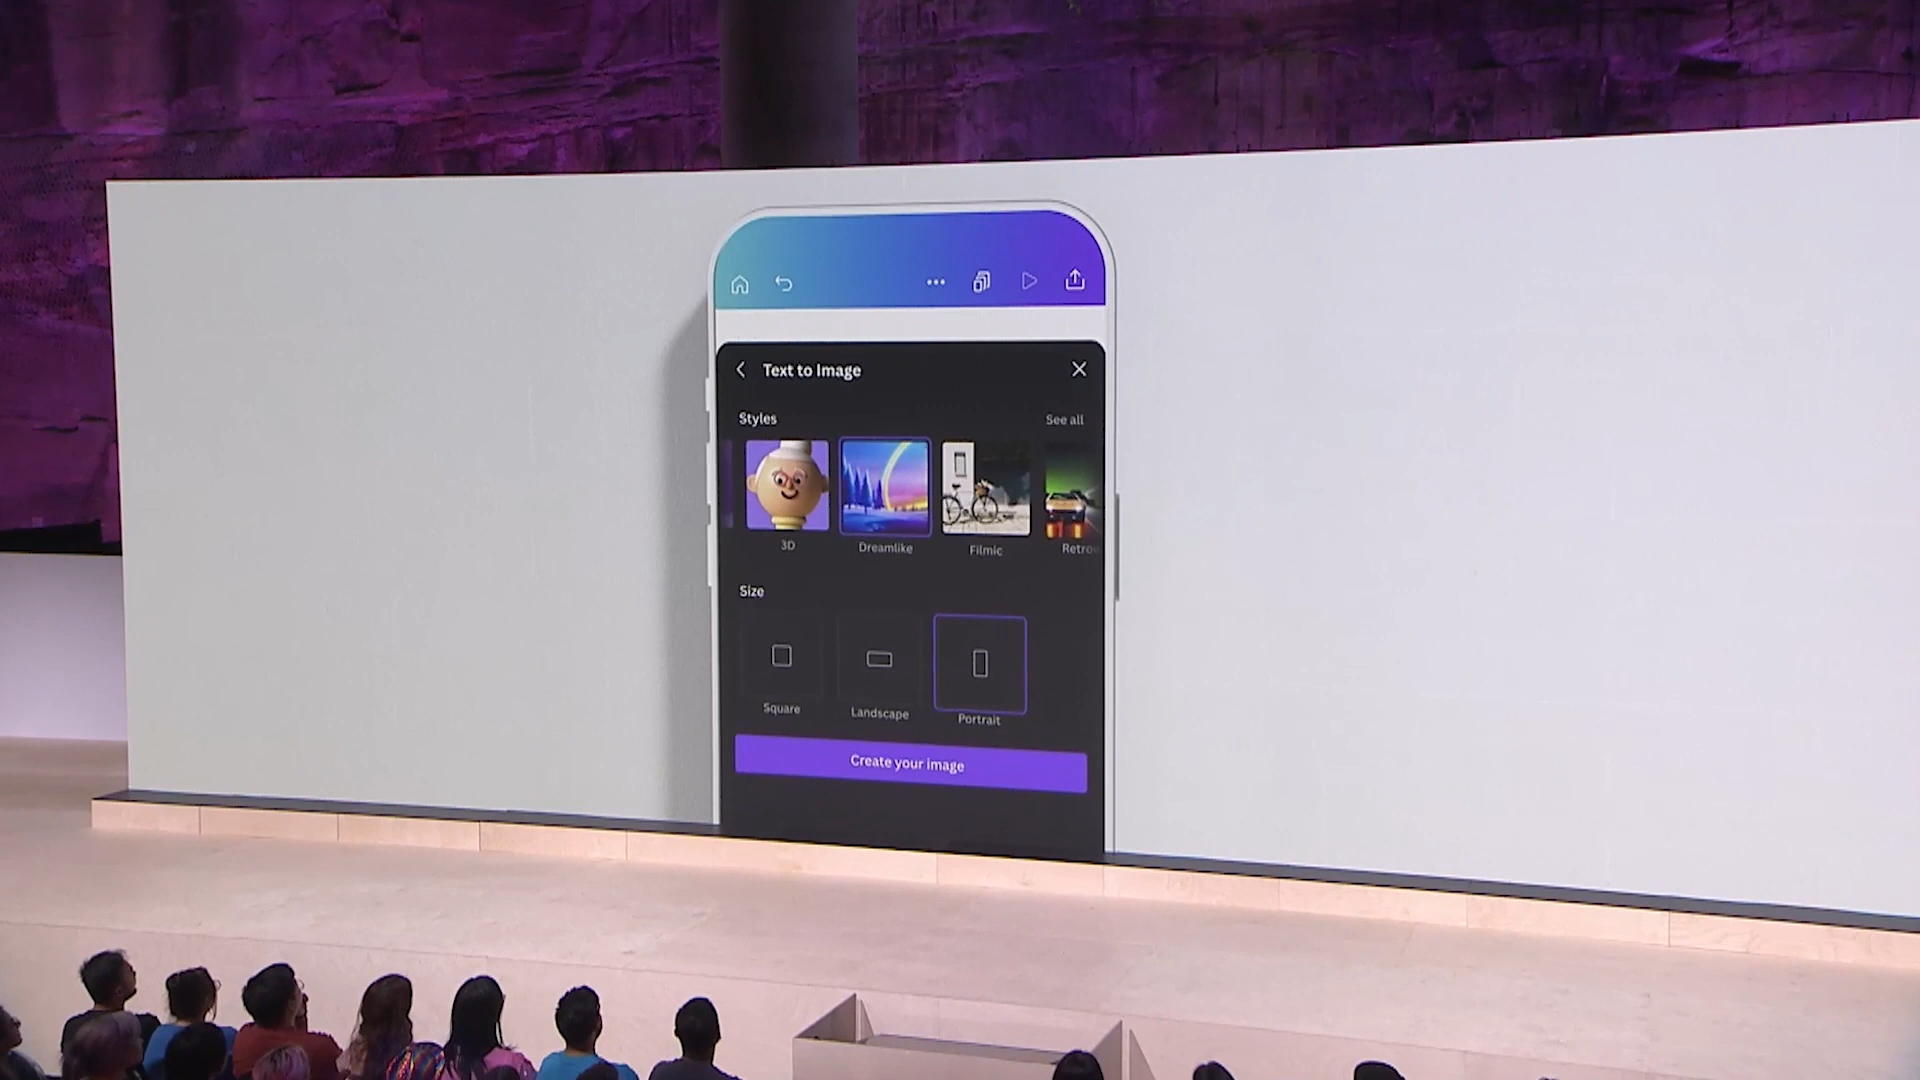 Text to Image
Styles
See all
3D
Dreamlike
Filmic
Size
Square
Landscape
Portrait
Create your image